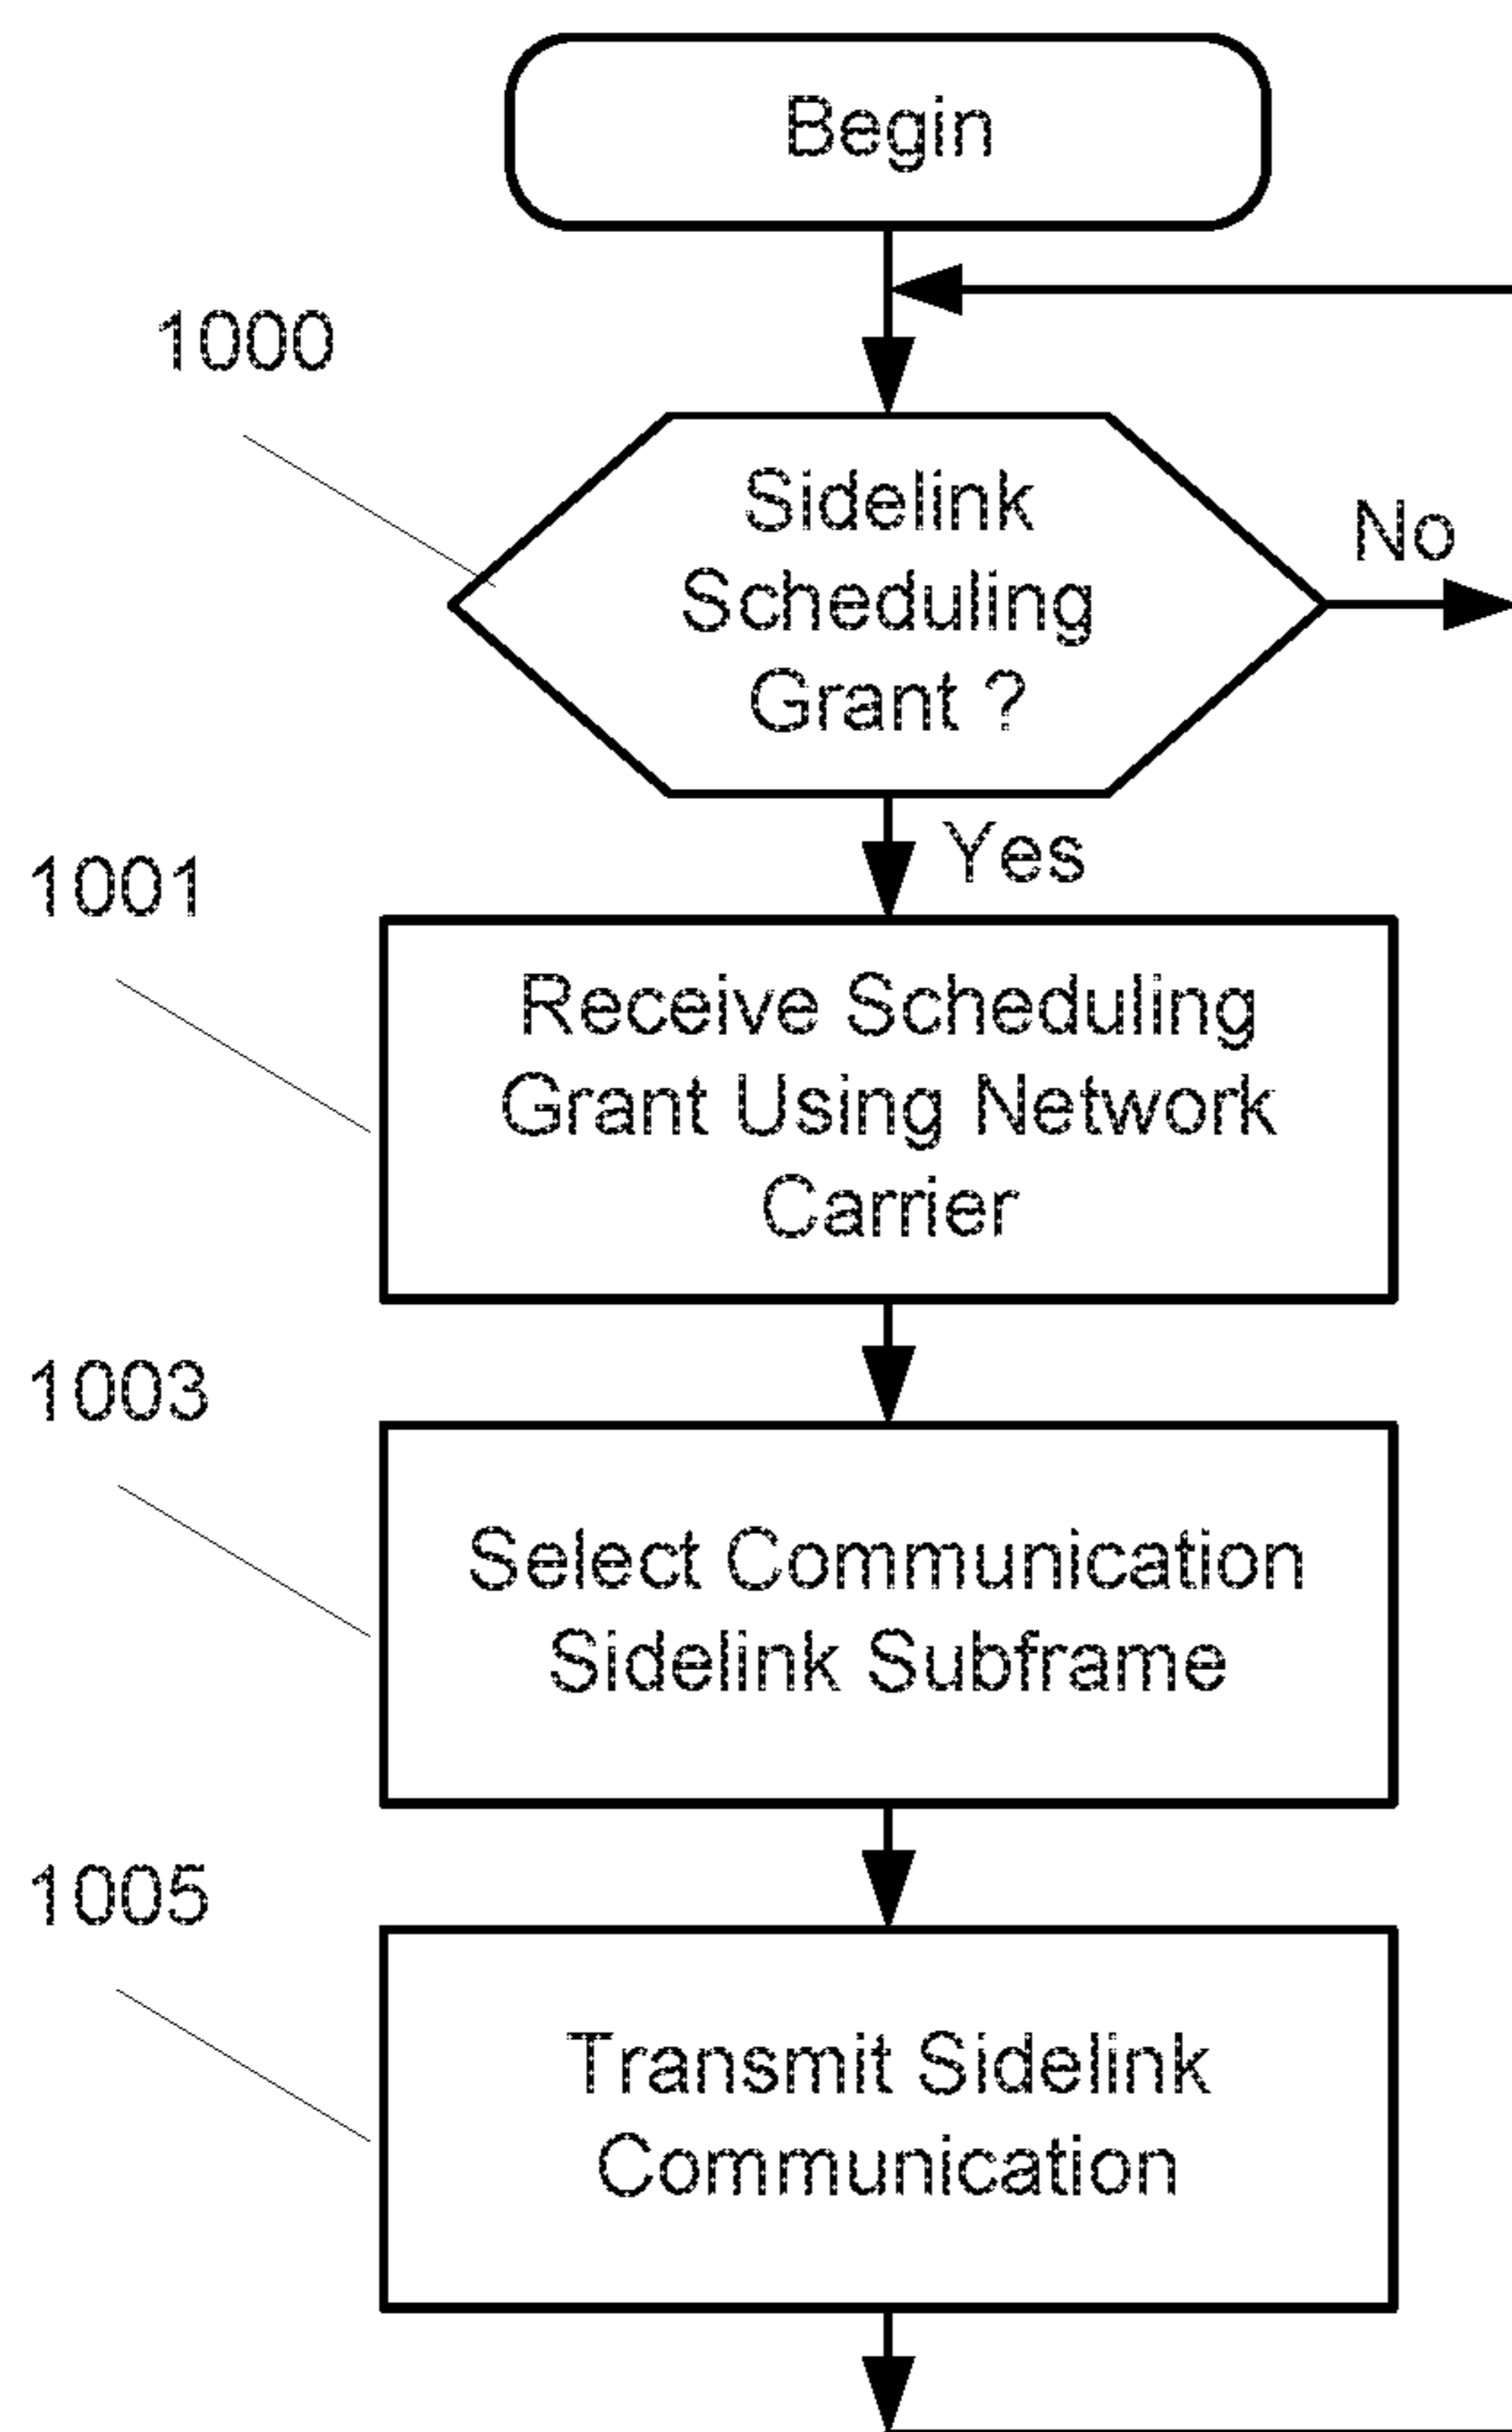 Begin
1000
Sidelink
Scheduling
Grant ?
No
Yes
1001
Receive Scheduling
Grant Using Network
Carrier
1003
Select Communication
Sidelink Subframe
1005
Transmit Sidelink
Communication